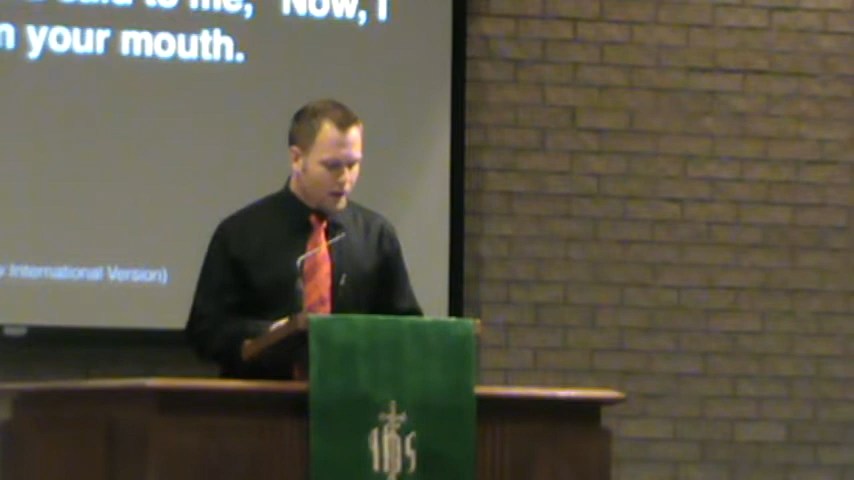 said to me, "Now, I
n your mouth.
International Version)
IHS